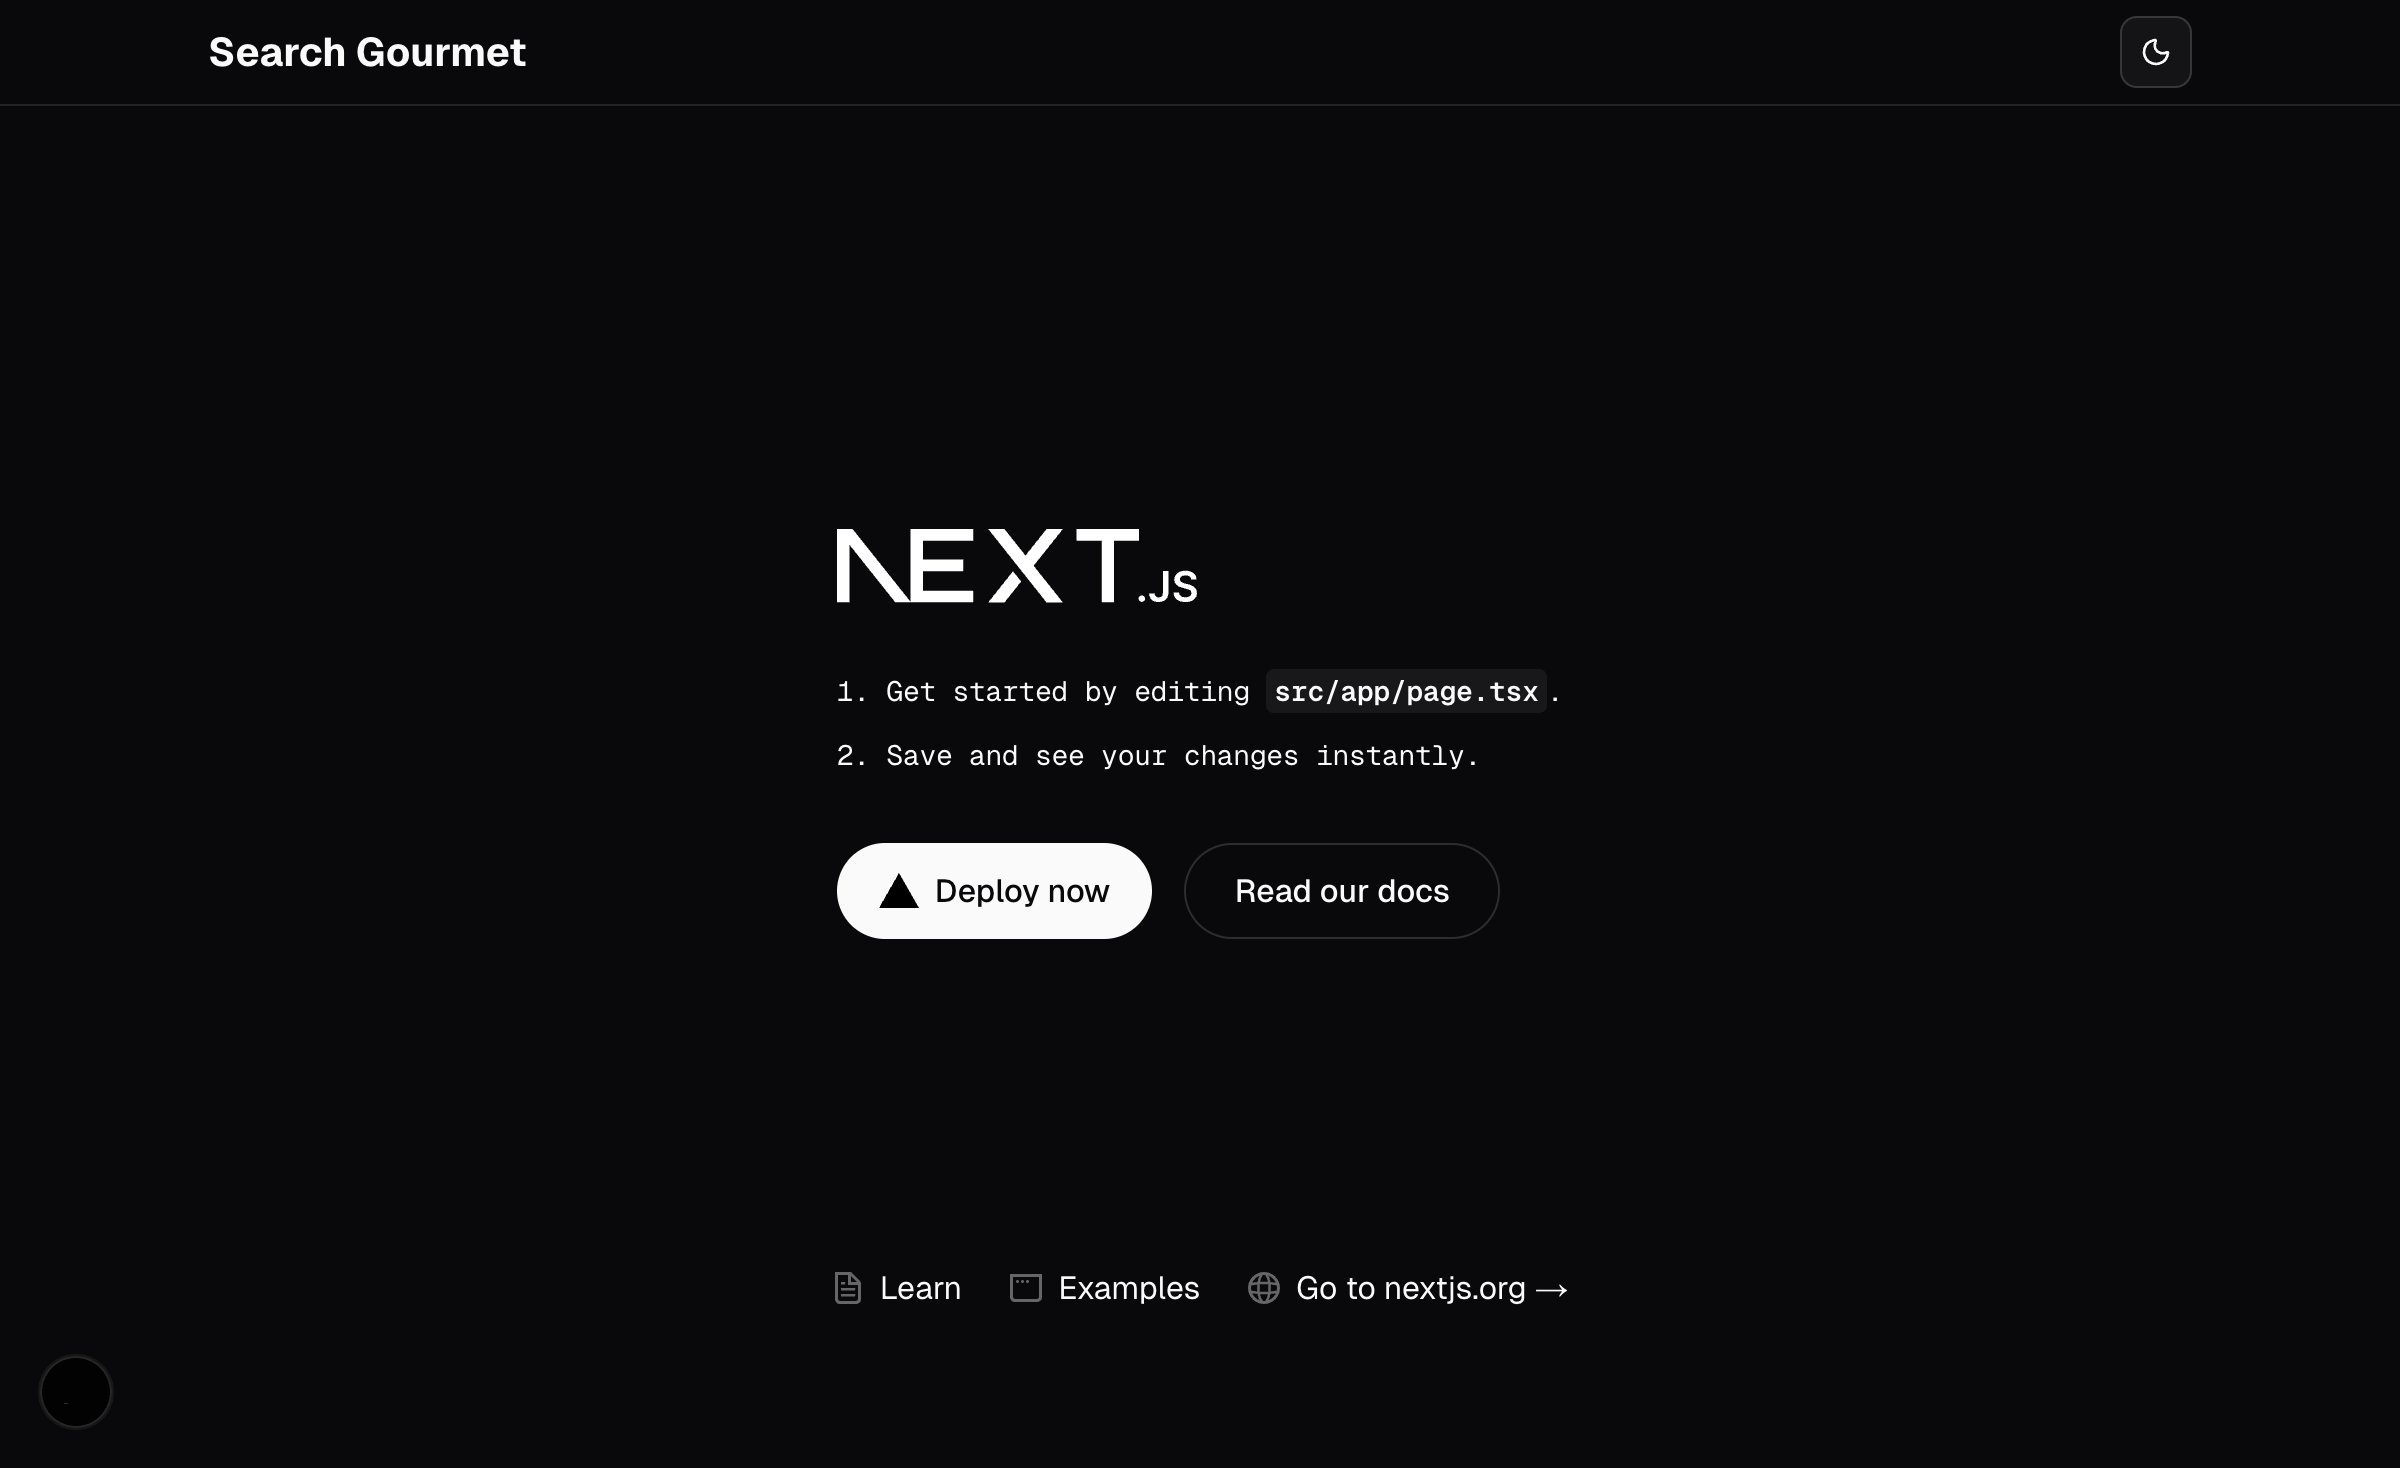 Search Gourmet
NEXT.JS
1. Get started by editing src/app/page.tsx.
2. Save and see your changes instantly.
Deploy now
Read our docs
Learn
Examples
Go to nextjs.org →